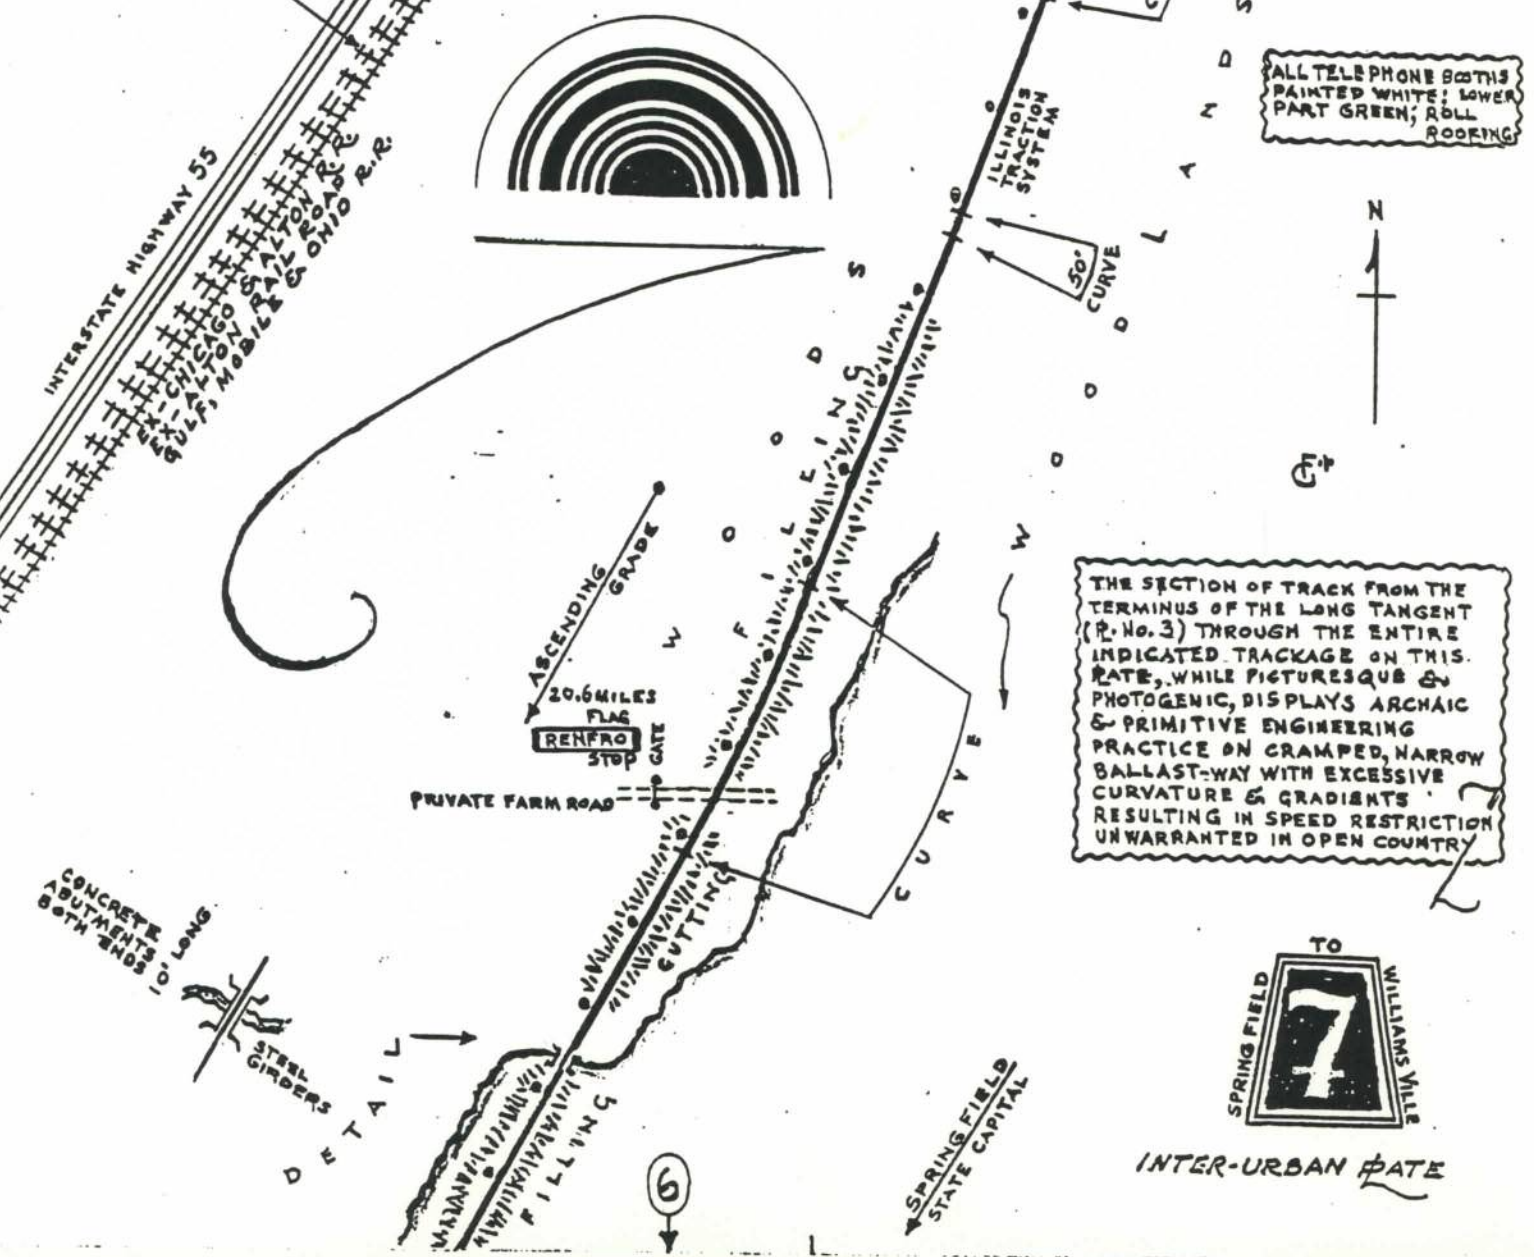 ALL TELEPHONE BOOTHS
PAINTED WHITE; LOWER
PART GREEN; ROLL
ROOFING
ILLINOIS
TRACTION
SYSTEM
INTERSTATE HIGHWAY 55
EX-CHICAGO & ALTON R.R.
EX-ALTON RAIL ROAD
GULF, MOBILE & OHIO R.R.
N
50'
CURVE
WOODLANDS
WOODS
FILLING
ASCENDING
GRADE
20.6 MILES
FLAG
RENFRO
STOP
GATE
PRIVATE FARM ROAD
CURVE
THE SECTION OF TRACK FROM THE
TERMINUS OF THE LONG TANGENT
(P. No. 3) THROUGH THE ENTIRE
INDICATED TRACKAGE ON THIS
PLATE, WHILE PICTURESQUE &
PHOTOGENIC, DISPLAYS ARCHAIC
& PRIMITIVE ENGINEERING
PRACTICE ON CRAMPED, NARROW
BALLAST-WAY WITH EXCESSIVE
CURVATURE & GRADIENTS
RESULTING IN SPEED RESTRICTION
UNWARRANTED IN OPEN COUNTRY
CUTTING
CONCRETE
ABUTMENTS
BOTH ENDS
10' LONG
STEEL
GIRDERS
DETAIL
FILLING
6
SPRINGFIELD
STATE CAPITAL
SPRINGFIELD
TO
WILLIAMSVILLE
7
INTER-URBAN PLATE